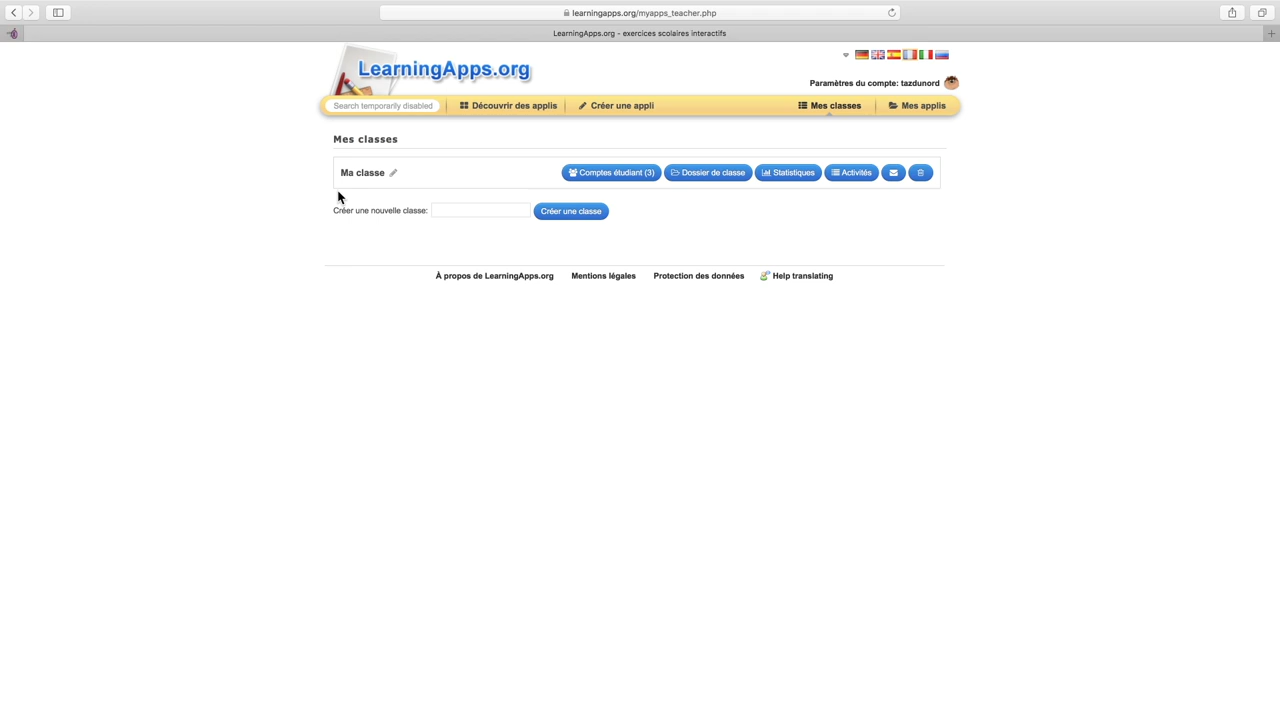 learningapps.org/myapps_teacher.php
LearningApps.org - exercices scolaires interactifs
LearningApps.org
Paramètres du compte: tazdunord
Search temporarily disabled
Découvrir des applis
Créer une appli
Mes classes
Mes applis
Mes classes
Ma classe
Comptes étudiant (3)
Dossier de classe
Statistiques
Activités
Créer une nouvelle classe:
Créer une classe
À propos de LearningApps.org
Mentions légales
Protection des données
Help translating